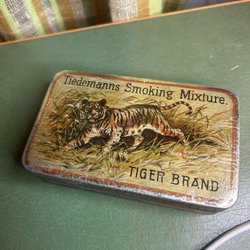 Tiedemanns Smoking Mixture.
TIGER BRAND